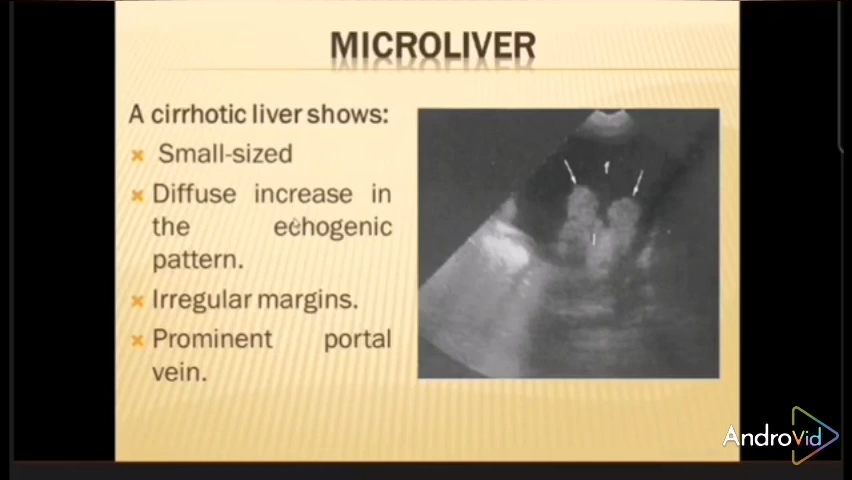 MICROLIVER
A cirrhotic liver shows:
Small-sized
Diffuse increase in
the echogenic
pattern.
Irregular margins.
Prominent portal
vein.
f
l
AndroVid